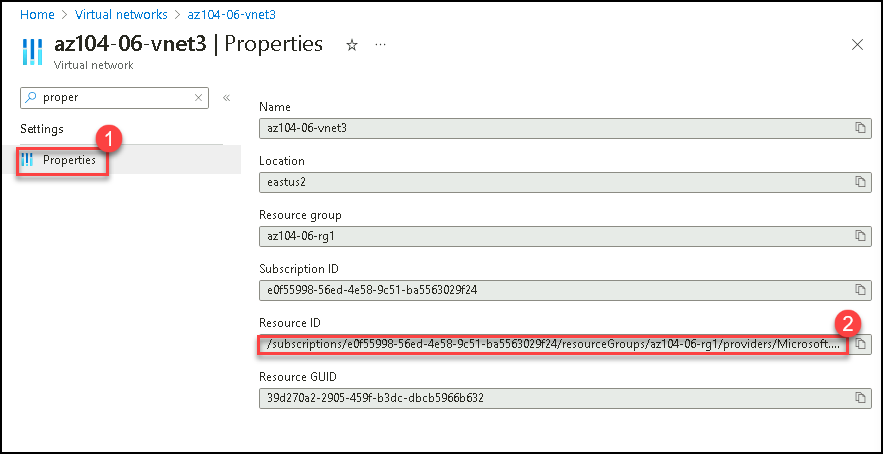 Home > Virtual networks > az104-06-vnet3
az104-06-vnet3 | Properties ☆ ...
Virtual network
proper
Settings
1
Properties
Name
az104-06-vnet3
Location
eastus2
Resource group
az104-06-rg1
Subscription ID
e0f55998-56ed-4e58-9c51-ba5563029f24
Resource ID
2
/subscriptions/e0f55998-56ed-4e58-9c51-ba5563029f24/resourceGroups/az104-06-rg1/providers/Microsoft....
Resource GUID
39d270a2-2905-459f-b3dc-dbcb5966b632